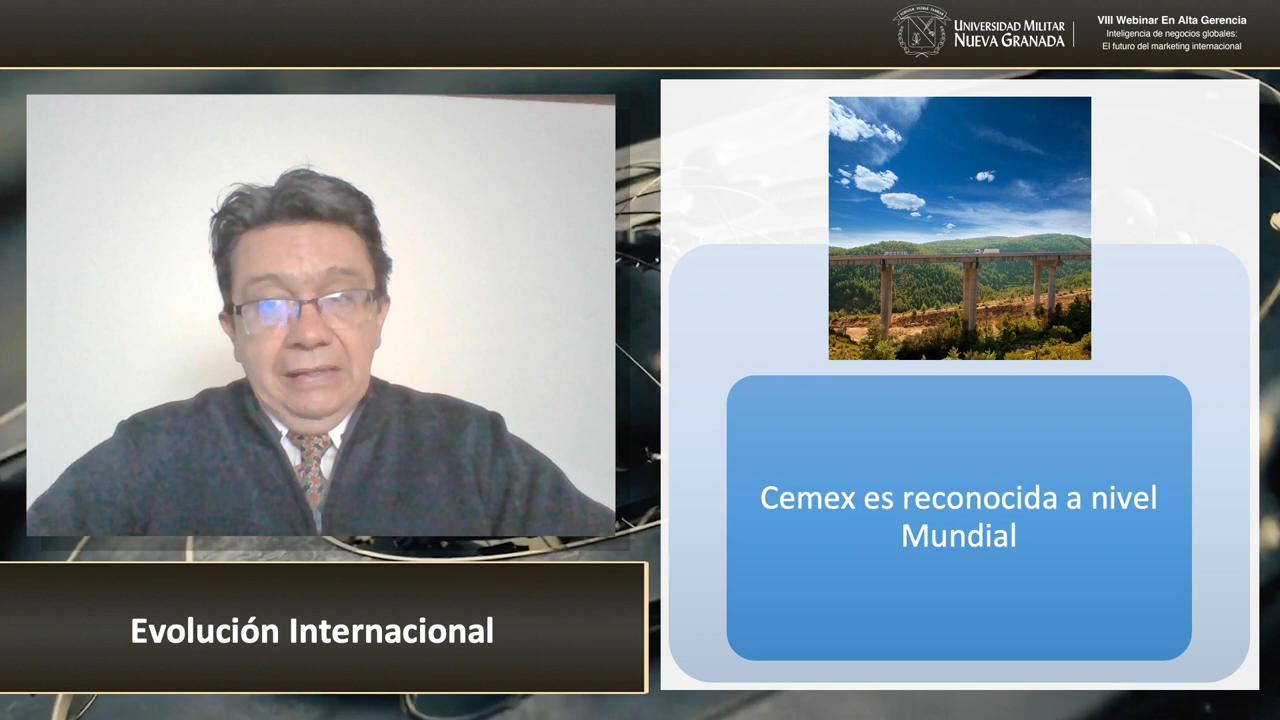 UNIVERSIDAD MILITAR
NUEVA GRANADA
VIII Webinar En Alta Gerencia
Inteligencia de negocios globales:
El futuro del marketing internacional
Cemex es reconocida a nivel
Mundial
Evolución Internacional